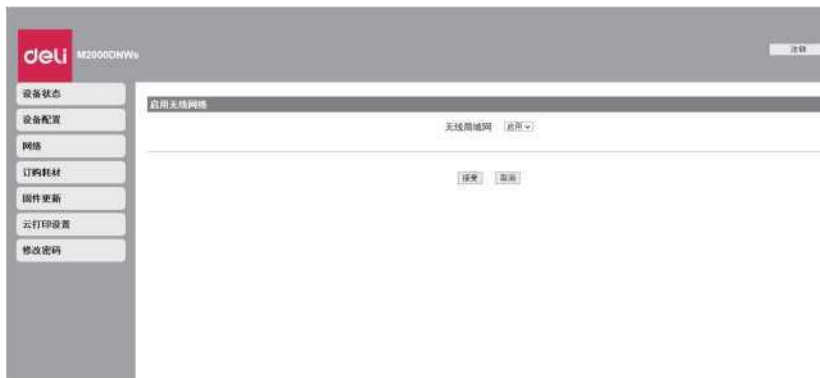 deli M2000DNWs
注销
设备状态
设备配置
网络
订购耗材
固件更新
云打印设置
修改密码
启用无线网络
无线局域网 启用
接受 取消